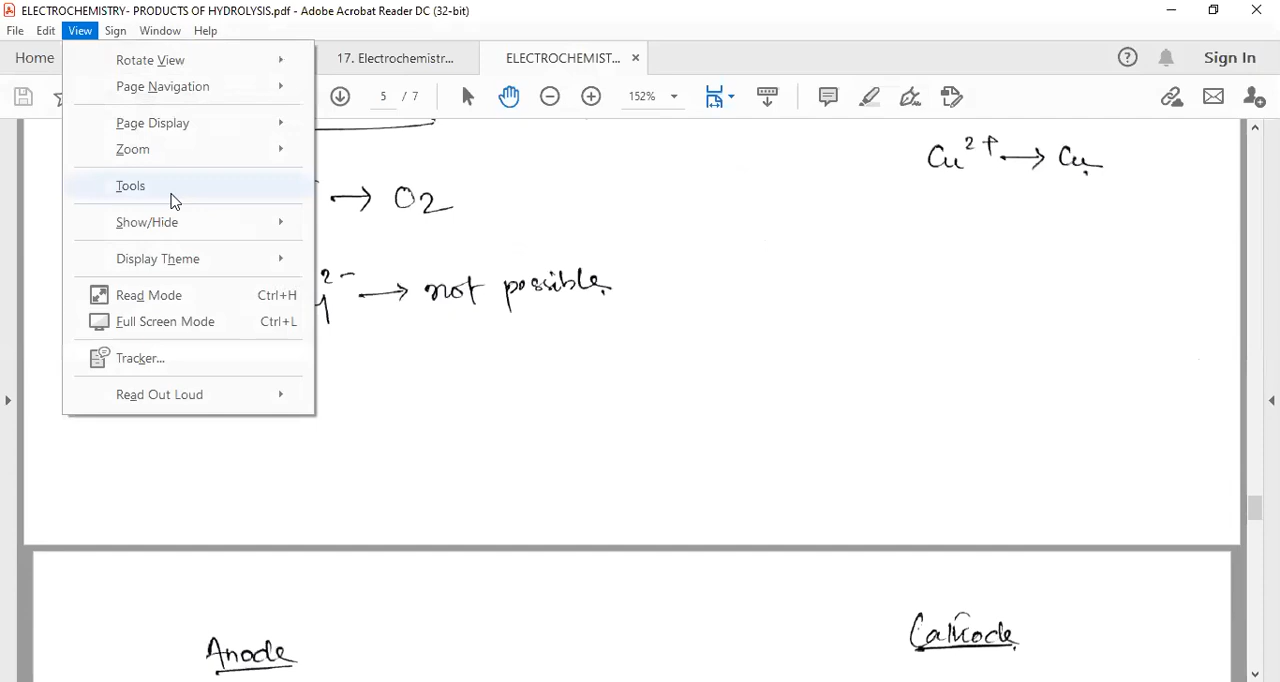 ELECTROCHEMISTRY- PRODUCTS OF HYDROLYSIS.pdf - Adobe Acrobat Reader DC (32-bit)
File Edit View Sign Window Help
Home 17. Electrochemistr... ELECTROCHEMIST... × Sign In
5 / 7 152%
Rotate View
Page Navigation
Page Display
Zoom
Tools
Show/Hide
Display Theme
Read Mode Ctrl+H
Full Screen Mode Ctrl+L
Tracker...
Read Out Loud
Cu²⁺ → Cu
→ O2
2- → not possible.
Anode Cathode